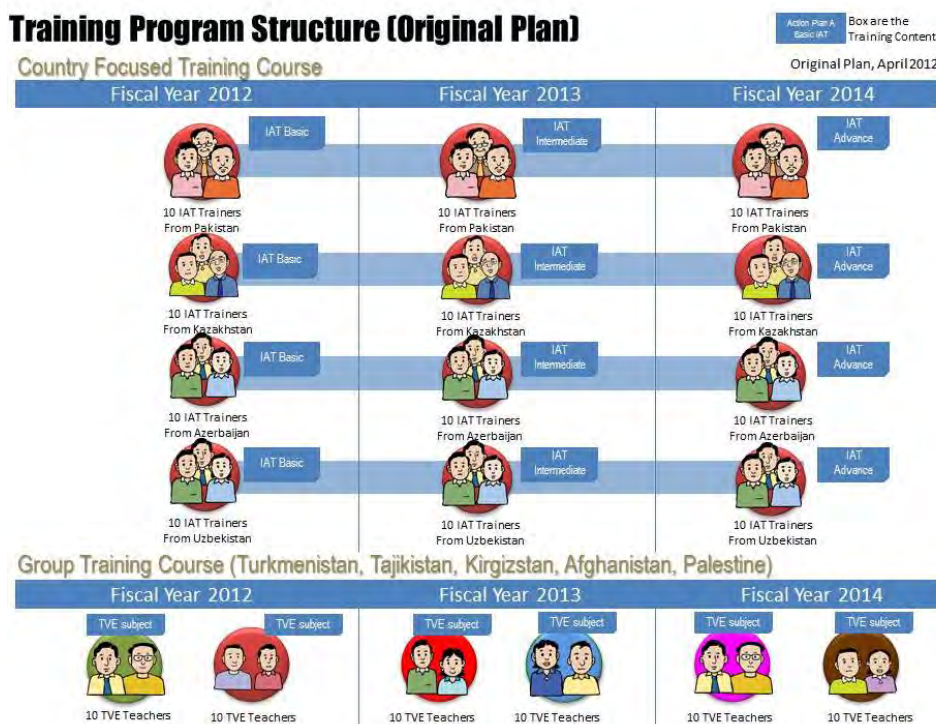 Training Program Structure (Original Plan)
Action Plan A
Basic IAT
Box are the
Training Content
Country Focused Training Course
Original Plan, April 2012
Fiscal Year 2012
Fiscal Year 2013
Fiscal Year 2014
IAT Basic
IAT
Intermediate
IAT
Advance
10 IAT Trainers
From Pakistan
10 IAT Trainers
From Pakistan
10 IAT Trainers
From Pakistan
IAT Basic
IAT
Intermediate
IAT
Advance
10 IAT Trainers
From Kazakhstan
10 IAT Trainers
From Kazakhstan
10 IAT Trainers
From Kazakhstan
IAT Basic
IAT
Intermediate
IAT
Advance
10 IAT Trainers
From Azerbaijan
10 IAT Trainers
From Azerbaijan
10 IAT Trainers
From Azerbaijan
IAT Basic
IAT
Intermediate
IAT
Advance
10 IAT Trainers
From Uzbekistan
10 IAT Trainers
From Uzbekistan
10 IAT Trainers
From Uzbekistan
Group Training Course (Turkmenistan, Tajikistan, Kirgizstan, Afghanistan, Palestine)
Fiscal Year 2012
Fiscal Year 2013
Fiscal Year 2014
TVE subject
TVE subject
TVE subject
TVE subject
TVE subject
TVE subject
10 TVE Teachers
10 TVE Teachers
10 TVE Teachers
10 TVE Teachers
10 TVE Teachers
10 TVE Teachers